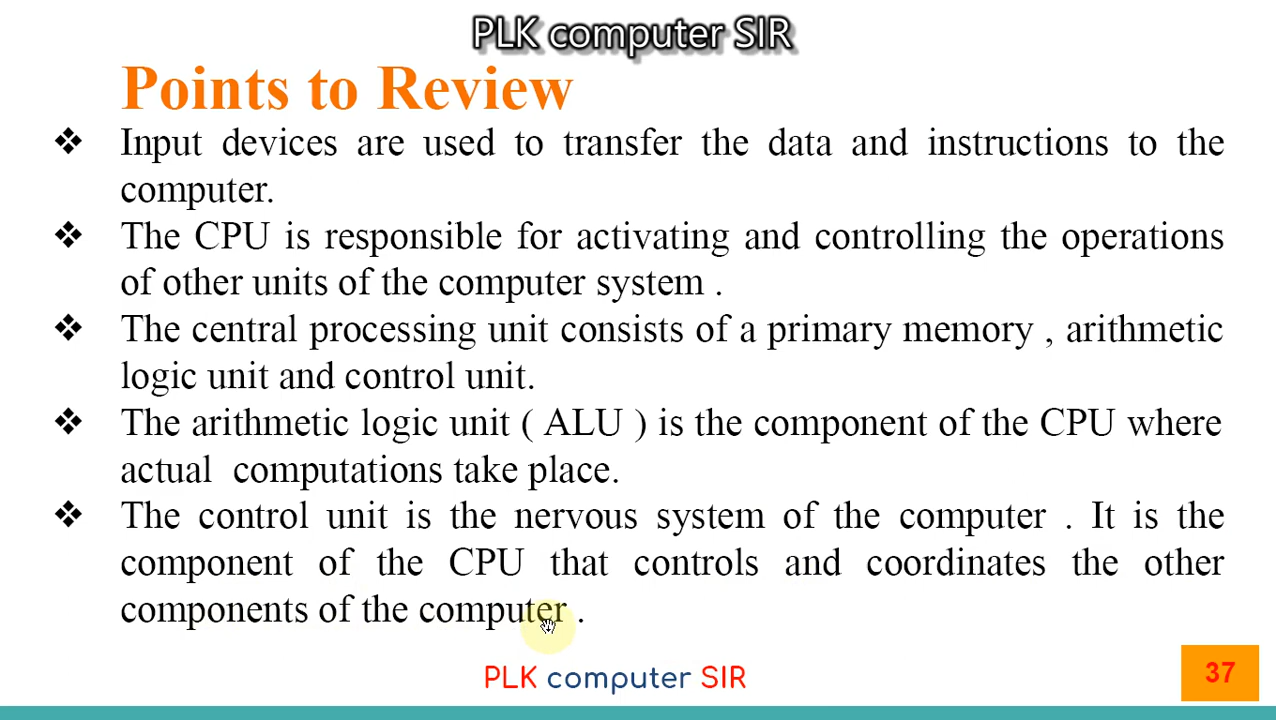 PLK computer SIR
Points to Review
❖ Input devices are used to transfer the data and instructions to the
computer.
❖ The CPU is responsible for activating and controlling the operations
of other units of the computer system .
❖ The central processing unit consists of a primary memory , arithmetic
logic unit and control unit.
❖ The arithmetic logic unit ( ALU ) is the component of the CPU where
actual computations take place.
❖ The control unit is the nervous system of the computer . It is the
component of the CPU that controls and coordinates the other
components of the computer .
PLK computer SIR
37